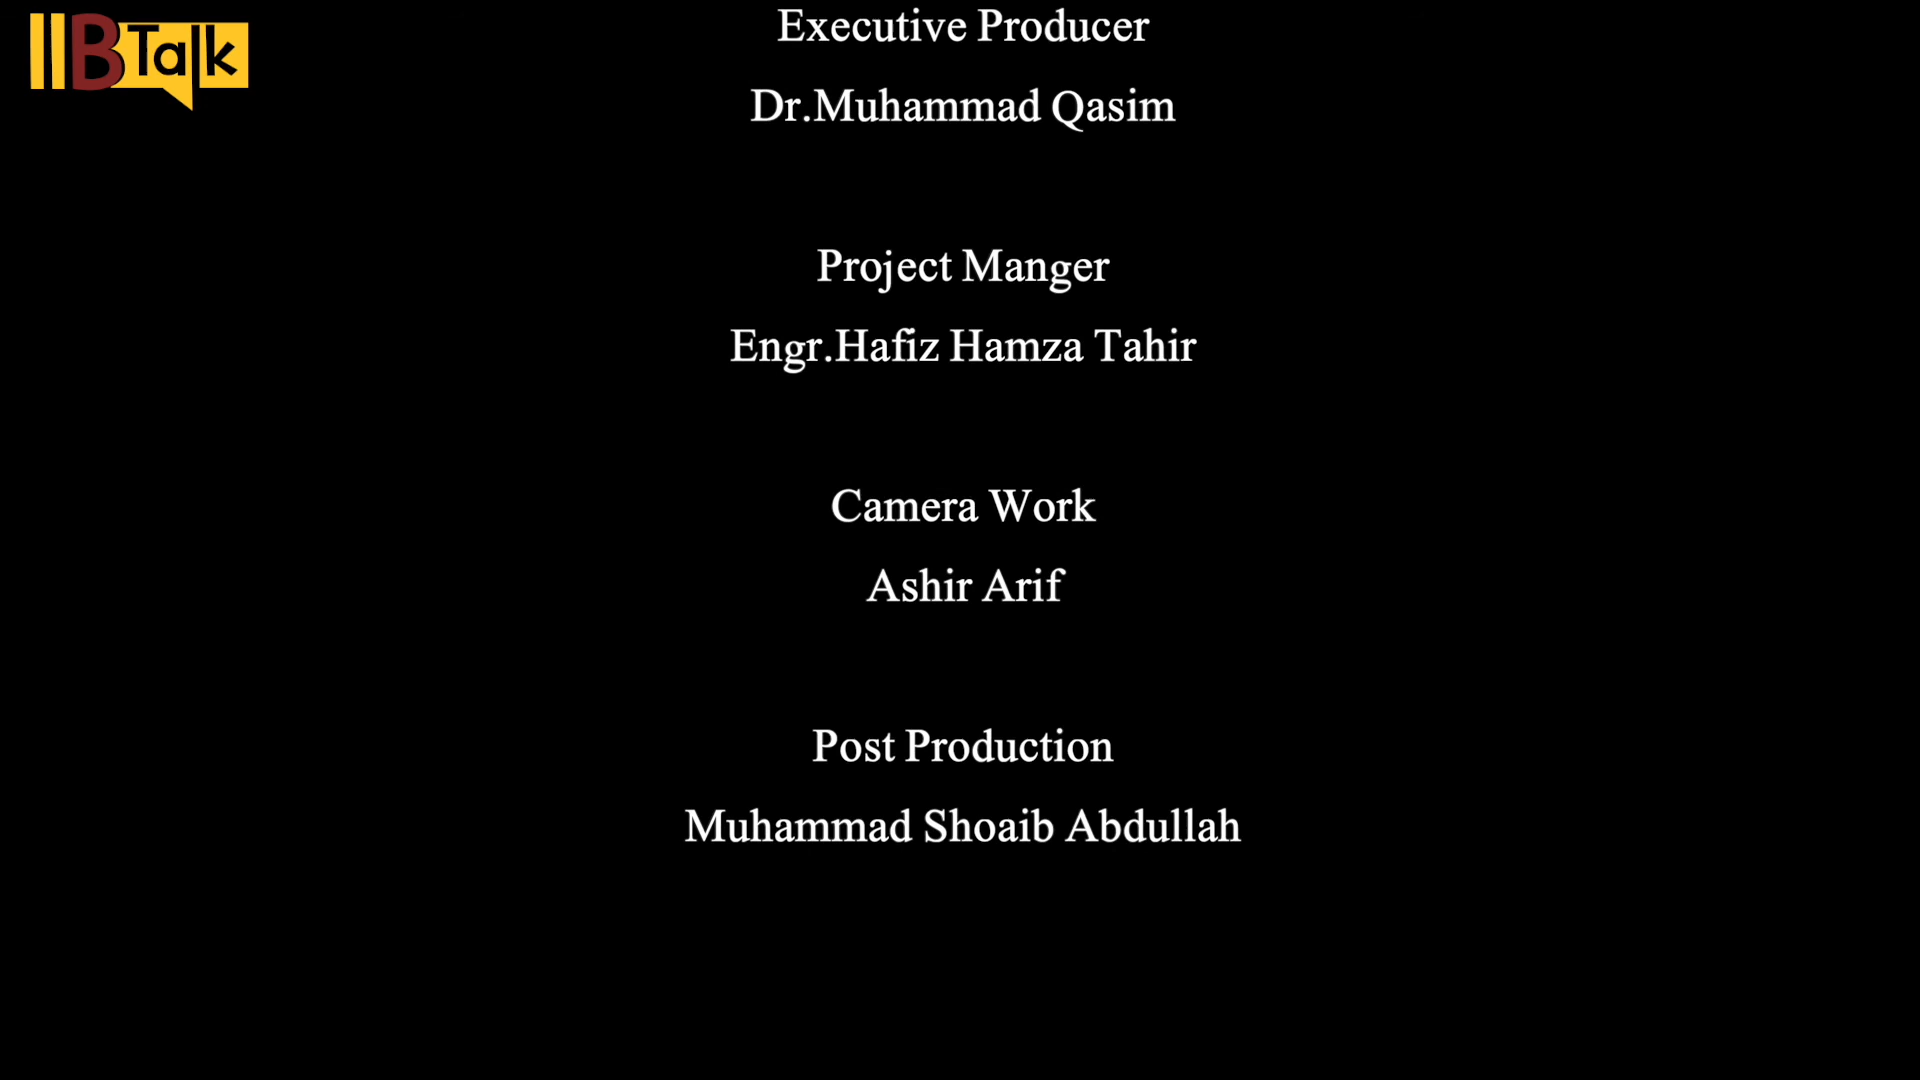 IIBTalk
Executive Producer
Dr.Muhammad Qasim
Project Manger
Engr.Hafiz Hamza Tahir
Camera Work
Ashir Arif
Post Production
Muhammad Shoaib Abdullah